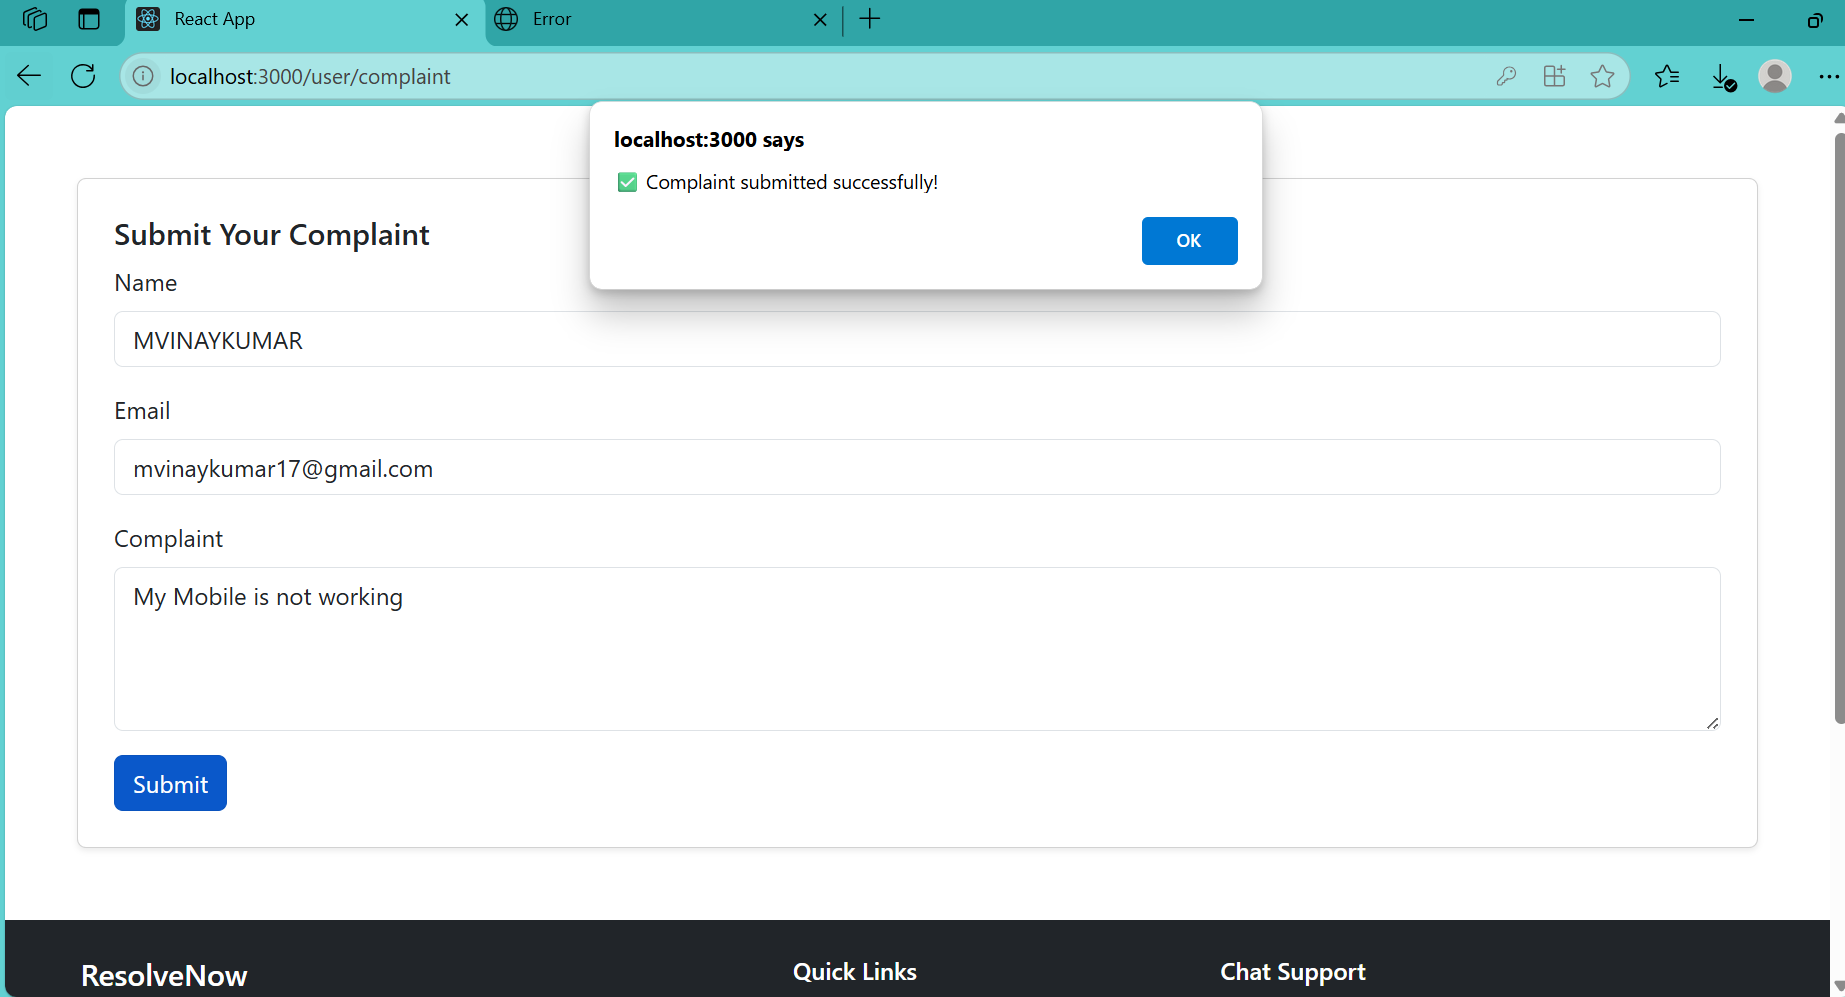 React App
Error
localhost:3000/user/complaint
localhost:3000 says
✅ Complaint submitted successfully!
OK
Submit Your Complaint
Name
MVINAYKUMAR
Email
mvinaykumar17@gmail.com
Complaint
My Mobile is not working
Submit
ResolveNow
Quick Links
Chat Support